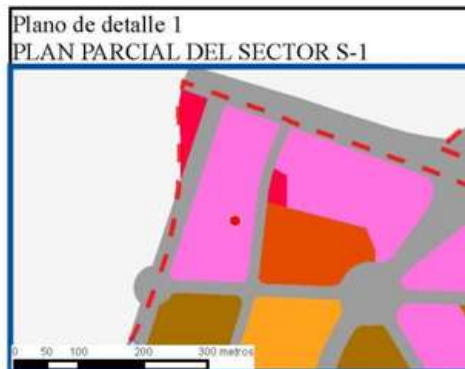 Plano de detalle 1
PLAN PARCIAL DEL SECTOR S-1
0 50 100 200 300 metros